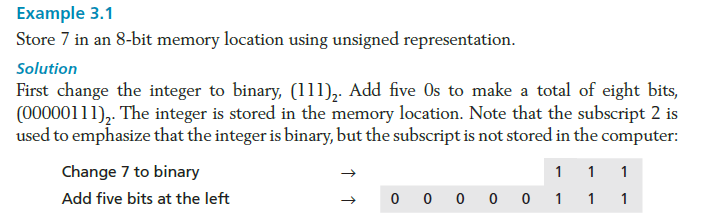 Example 3.1
Store 7 in an 8-bit memory location using unsigned representation.
Solution
First change the integer to binary, (111)₂. Add five 0s to make a total of eight bits,
(00000111)₂. The integer is stored in the memory location. Note that the subscript 2 is
used to emphasize that the integer is binary, but the subscript is not stored in the computer:
Change 7 to binary → 1 1 1
Add five bits at the left → 0 0 0 0 0 1 1 1